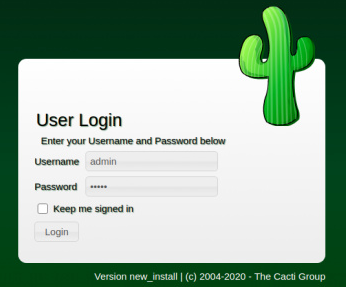 User Login
Enter your Username and Password below
Username admin
Password •••••
Keep me signed in
Login
Version new_install | (c) 2004-2020 - The Cacti Group